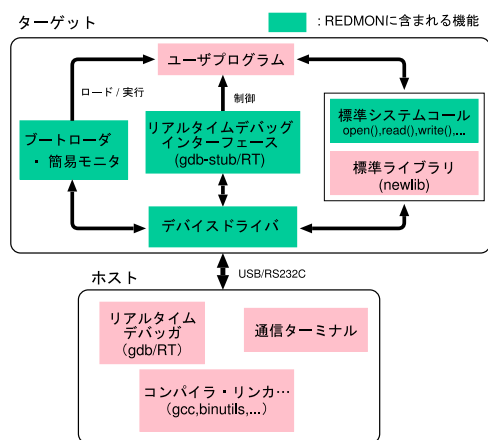 ターゲット
: REDMONに含まれる機能
ユーザプログラム
ロード / 実行
制御
ブートローダ
・ 簡易モニタ
リアルタイムデバッグ
インターフェース
(gdb-stub/RT)
標準システムコール
open(),read(),write(),...
標準ライブラリ
(newlib)
デバイスドライバ
USB/RS232C
ホスト
リアルタイム
デバッガ
(gdb/RT)
通信ターミナル
コンパイラ・リンカ…
(gcc,binutils,...)